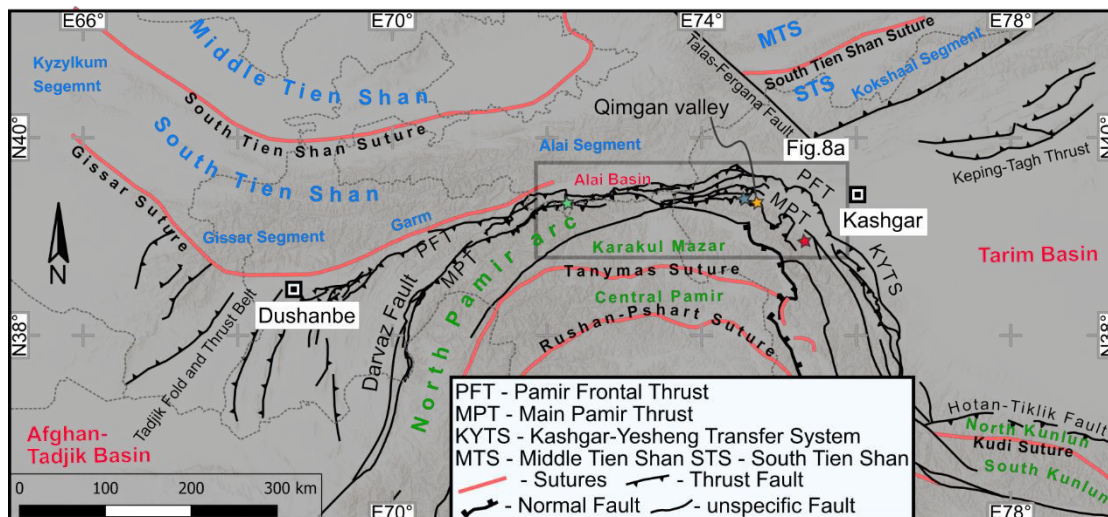 E66°
E70°
E74°
E78°
Middle Tien Shan
MTS
South Tien Shan Suture
STS
Kokshaal Segment
Talas-Fergana Fault
Kyzylkum
Segemnt
Qimgan valley
N40°
N40°
South Tien Shan Suture
Fig.8a
Keping-Tagh Thrust
Alai Segment
South Tien Shan
Gissar Suture
Alai Basin
PFT
MPT
Kashgar
Garm
Gissar Segment
PFT
MPT
North Pamir arc
Karakul Mazar
KYTS
Tarim Basin
Tanymas Suture
Dushanbe
Central Pamir
Darvaz Fault
Rushan-Pshart Suture
N38°
N38°
Tadjik Fold and Thrust Belt
PFT - Pamir Frontal Thrust
MPT - Main Pamir Thrust
KYTS - Kashgar-Yesheng Transfer System
MTS - Middle Tien Shan STS - South Tien Shan
- Sutures - Thrust Fault
- Normal Fault - unspecific Fault
Hotan-Tiklik Fault
North Kunlun
Kudi Suture
South Kunlun
Afghan-
Tadjik Basin
0 100 200 300 km
E70°
E78°